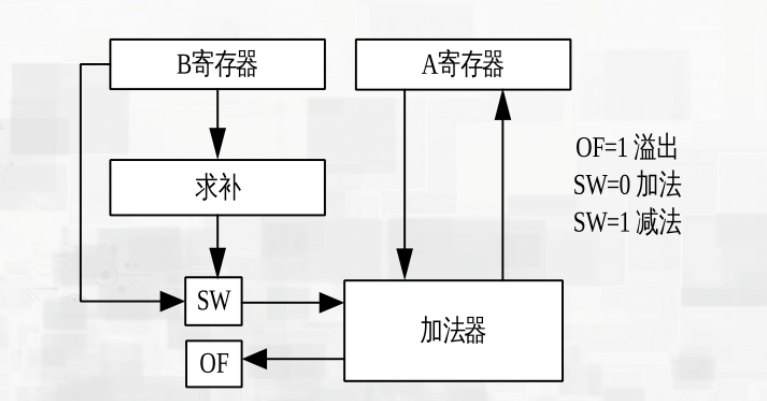 B寄存器
A寄存器
OF=1 溢出
求补
SW=0 加法
SW=1 减法
SW
加法器
OF